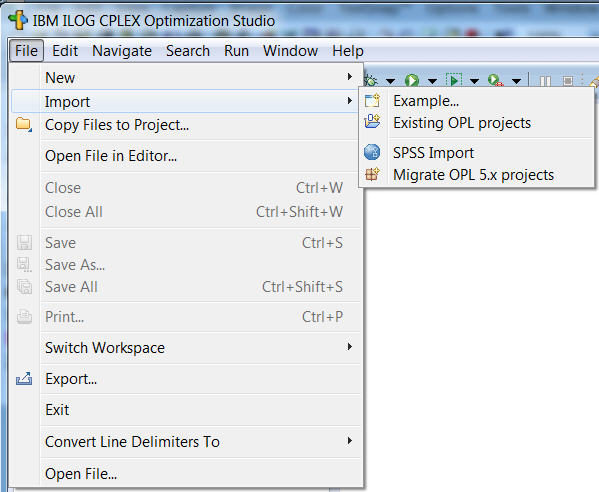 IBM ILOG CPLEX Optimization Studio
File Edit Navigate Search Run Window Help
New
Import
Example...
Existing OPL projects
SPSS Import
Migrate OPL 5.x projects
Copy Files to Project...
Open File in Editor...
Close Ctrl+W
Close All Ctrl+Shift+W
Save Ctrl+S
Save As...
Save All Ctrl+Shift+S
Print... Ctrl+P
Switch Workspace
Export...
Exit
Convert Line Delimiters To
Open File...